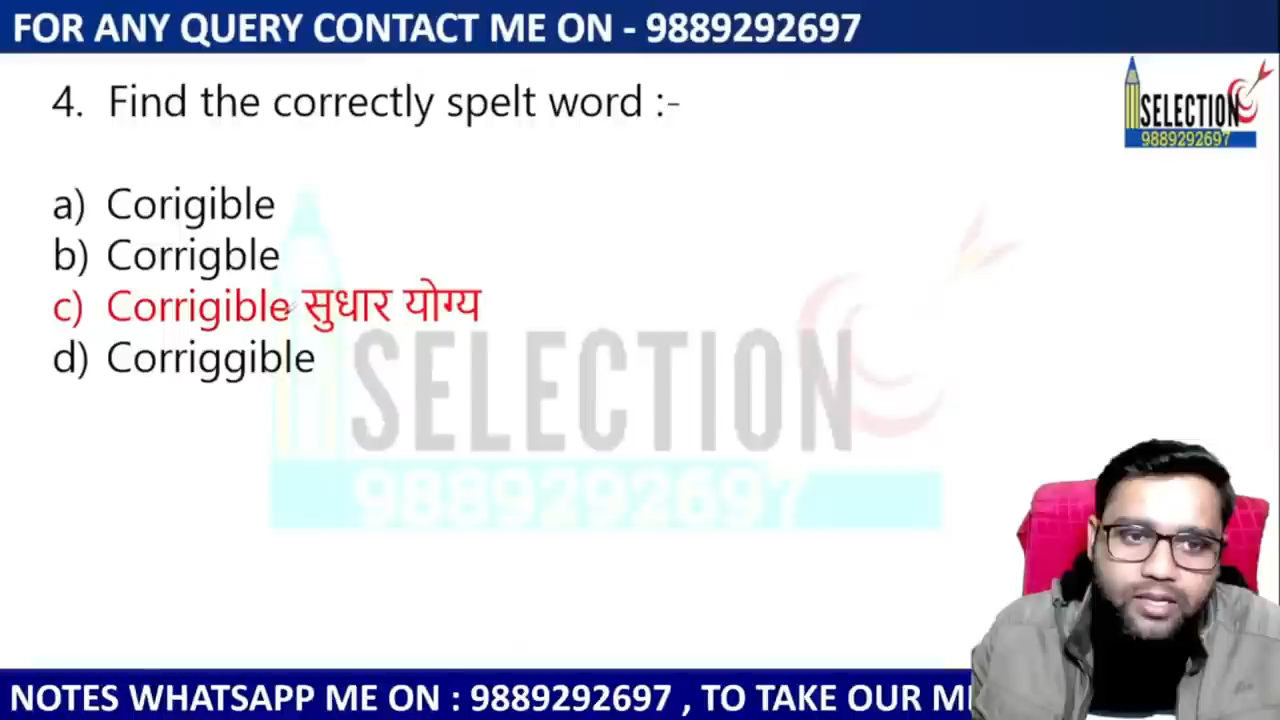 FOR ANY QUERY CONTACT ME ON - 9889292697
SELECTION
9889292697
4. Find the correctly spelt word :-
a) Corigible
b) Corrigble
c) Corrigible सुधार योग्य
d) Corriggible
SELECTION
9889292697
NOTES WHATSAPP ME ON : 9889292697 , TO TAKE OUR